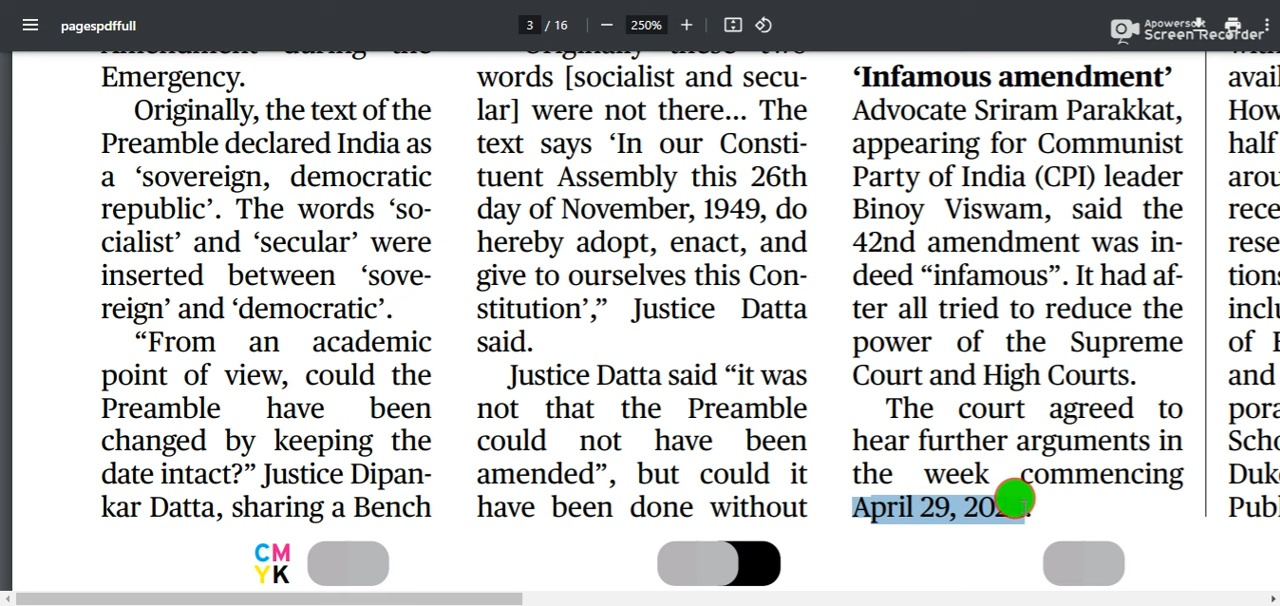 pagespdffull
3 / 16
250%
Apowersoft
Screen Recorder
Amendment during the
Emergency.
Originally, the text of the
Preamble declared India as
a ‘sovereign, democratic
republic’. The words ‘so-
cialist’ and ‘secular’ were
inserted between ‘sove-
reign’ and ‘democratic’.
“From an academic
point of view, could the
Preamble have been
changed by keeping the
date intact?” Justice Dipan-
kar Datta, sharing a Bench
Originally these two
words [socialist and secu-
lar] were not there... The
text says ‘In our Consti-
tuent Assembly this 26th
day of November, 1949, do
hereby adopt, enact, and
give to ourselves this Con-
stitution’,” Justice Datta
said.
Justice Datta said “it was
not that the Preamble
could not have been
amended”, but could it
have been done without
‘Infamous amendment’
Advocate Sriram Parakkat,
appearing for Communist
Party of India (CPI) leader
Binoy Viswam, said the
42nd amendment was in-
deed “infamous”. It had af-
ter all tried to reduce the
power of the Supreme
Court and High Courts.
The court agreed to
hear further arguments in
the week commencing
April 29,
CM
YK